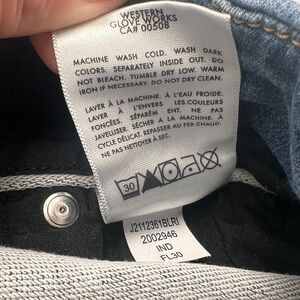 WESTERN
GLOVE WORKS
CA# 00508
MACHINE WASH COLD. WASH DARK
COLORS. SEPARATELY INSIDE OUT. DO
NOT BLEACH. TUMBLE DRY LOW. WARM
IRON IF NECESSARY. DO NOT DRY CLEAN.
LAVER À LA MACHINE. À L'EAU FROIDE.
LAVER À L'ENVERS LES.COULEURS
FONCÉES. SÉPARÉM ENT. NE PAS
JAVELLISER. SÉCHER À LA MACHINE. À
CYCLE DÉLICAT. REPASSER AU FER CHAUD.
NE PAS NETTOYER À SEC.
30
J2112361BLRI
2002946
IND
FL30